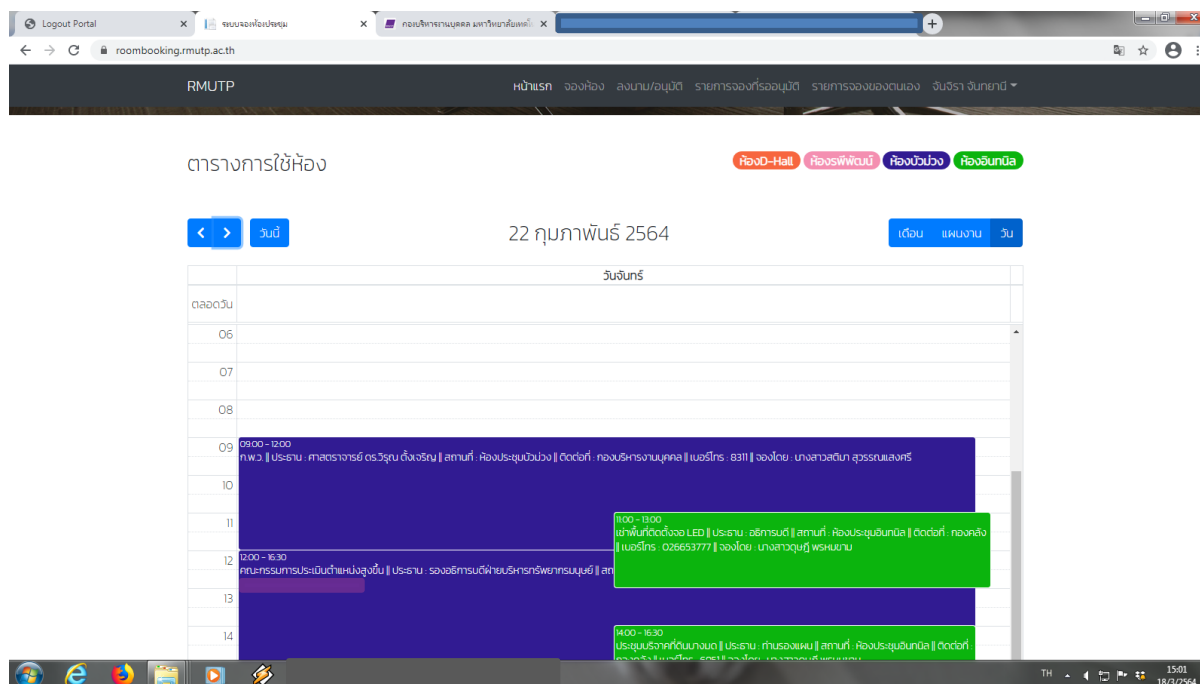 Logout Portal
ระบบจองห้องประชุม
กองบริหารงานบุคคล มหาวิทยาลัยเทคโน
roombooking.rmutp.ac.th
RMUTP
หน้าแรก จองห้อง ลงนาม/อนุมัติ รายการจองที่รออนุมัติ รายการจองของตนเอง จันจิรา จันทยานี
ตารางการใช้ห้อง
ห้องD-Hall ห้องรพีพัฒน์ ห้องบัวม่วง ห้องอินทนิล
วันนี้
22 กุมภาพันธ์ 2564
เดือน แผนงาน วัน
วันจันทร์
ตลอดวัน
06
07
08
09
09:00 - 12:00
ก.พ.ว. || ประธาน : ศาสตราจารย์ ดร.วิรุณ ตั้งเจริญ || สถานที่ : ห้องประชุมบัวม่วง || ติดต่อที่ : กองบริหารงานบุคคล || เบอร์โทร : 8311 || จองโดย : นางสาวสติมา สุวรรณแสงศรี
10
11
11:00 - 13:00
เช่าพื้นที่ติดตั้งจอ LED || ประธาน : อธิการบดี || สถานที่ : ห้องประชุมอินทนิล || ติดต่อที่ : กองคลัง
|| เบอร์โทร : 026653777 || จองโดย : นางสาวดุษฎี พรหมขาม
12
12:00 - 16:30
คณะกรรมการประเมินตำแหน่งสูงขึ้น || ประธาน : รองอธิการบดีฝ่ายบริหารทรัพยากรมนุษย์ || สถ
13
14
14:00 - 16:30
ประชุมบริจาคที่ดินบางมด || ประธาน : ท่านรองแผน || สถานที่ : ห้องประชุมอินทนิล || ติดต่อที่ :
TH
15:01
18/3/2564